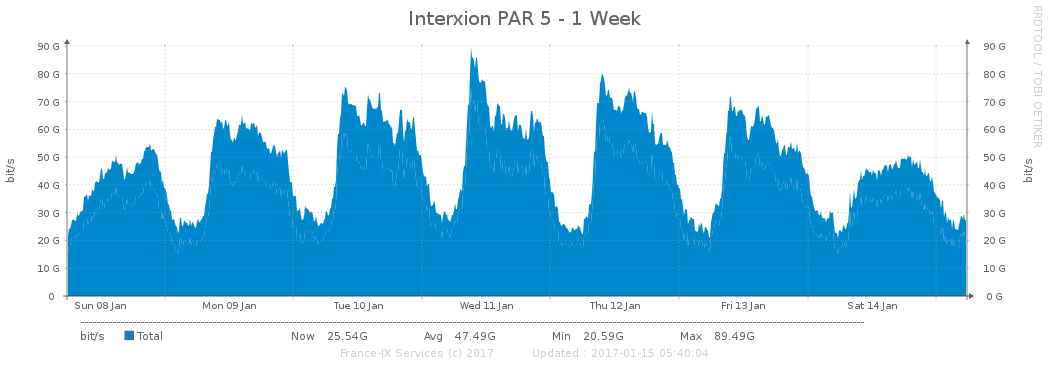 Interxion PAR 5 - 1 Week
RRDTOOL / TOBI OETIKER
90 G 90 G
80 G 80 G
70 G 70 G
60 G 60 G
50 G 50 G
40 G 40 G
30 G 30 G
20 G 20 G
10 G 10 G
0 0 G
bit/s
bit/s
Sun 08 Jan Mon 09 Jan Tue 10 Jan Wed 11 Jan Thu 12 Jan Fri 13 Jan Sat 14 Jan
bit/s Total Now 25.54G Avg 47.49G Min 20.59G Max 89.49G
France-IX Services (c) 2017 Updated : 2017-01-15 05:40:04